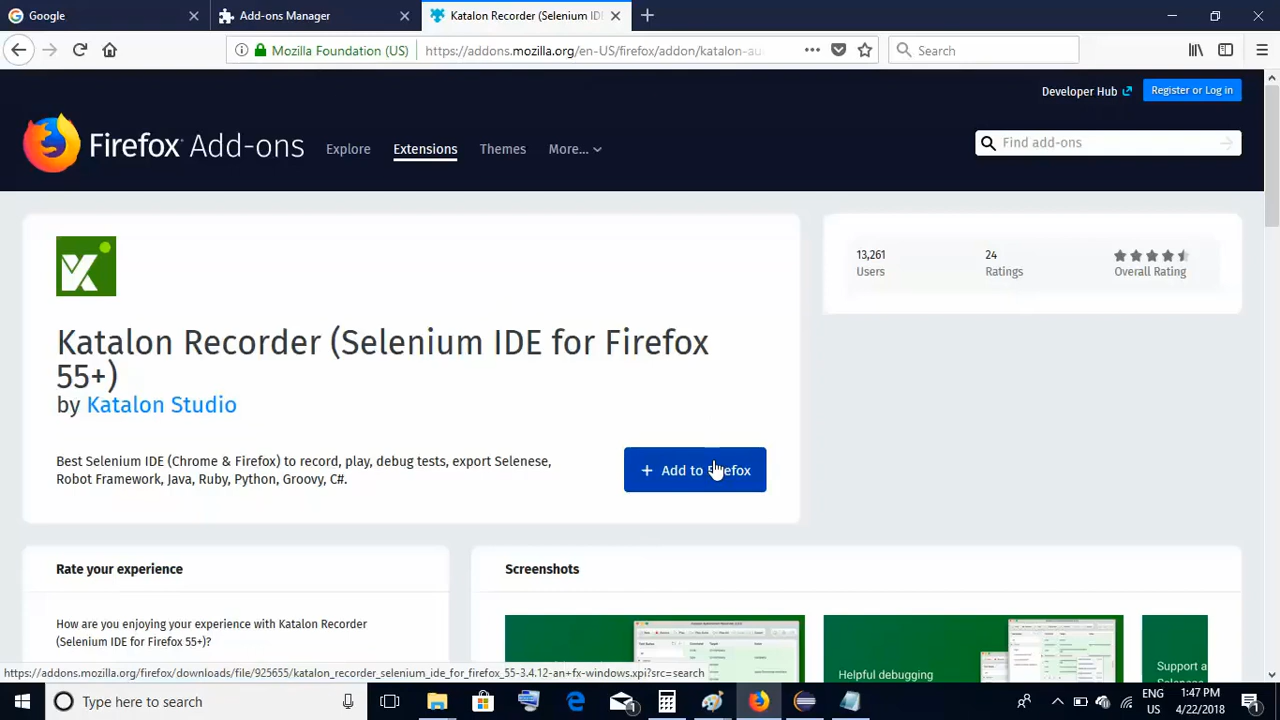 Google
Add-ons Manager
Katalon Recorder (Selenium IDE
Mozilla Foundation (US)
https://addons.mozilla.org/en-US/firefox/addon/katalon-au
Search
Developer Hub
Register or Log in
Firefox Add-ons
Explore
Extensions
Themes
More...
Find add-ons
Katalon Recorder (Selenium IDE for Firefox
55+)
by Katalon Studio
Best Selenium IDE (Chrome & Firefox) to record, play, debug tests, export Selenese,
Robot Framework, Java, Ruby, Python, Groovy, C#.
+ Add to Firefox
13,261
Users
24
Ratings
Overall Rating
Rate your experience
How are you enjoying your experience with Katalon Recorder
(Selenium IDE for Firefox 55+)?
Screenshots
Helpful debugging
Support a
https://addons.mozilla.org/firefox/downloads/file/925655/katalon_recorder_selenium_ide_for_firefox_55-3.4.12-an+fx-windows.xpi?src=search
Type here to search
ENG
US
1:47 PM
4/22/2018